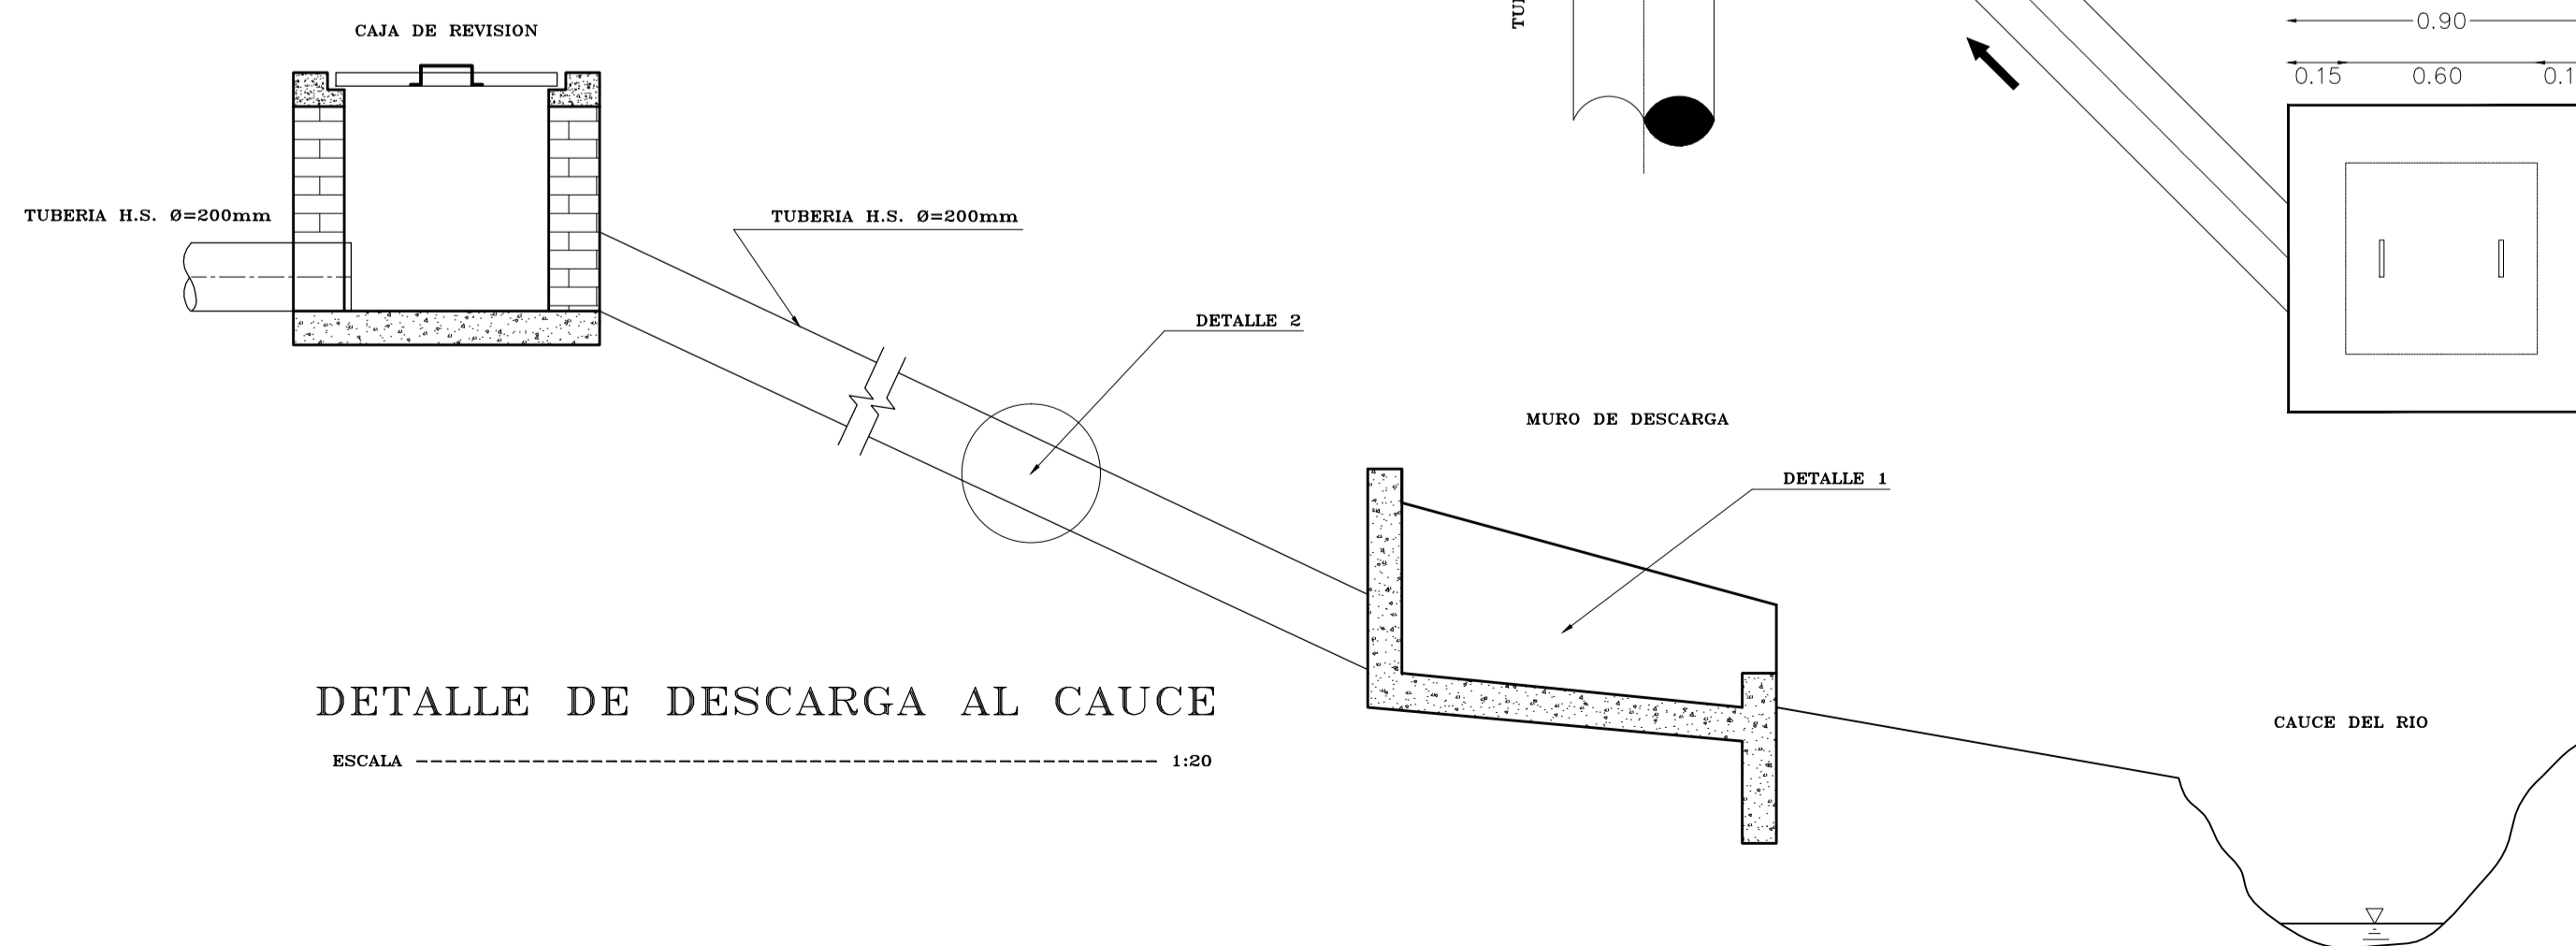 CAJA DE REVISION
TUBERIA H.S. Ø=200mm
TUBERIA H.S. Ø=200mm
DETALLE 2
MURO DE DESCARGA
DETALLE 1
0.90
0.15 0.60
CAUCE DEL RIO
DETALLE DE DESCARGA AL CAUCE
ESCALA ---------------------------------------------------- 1:20